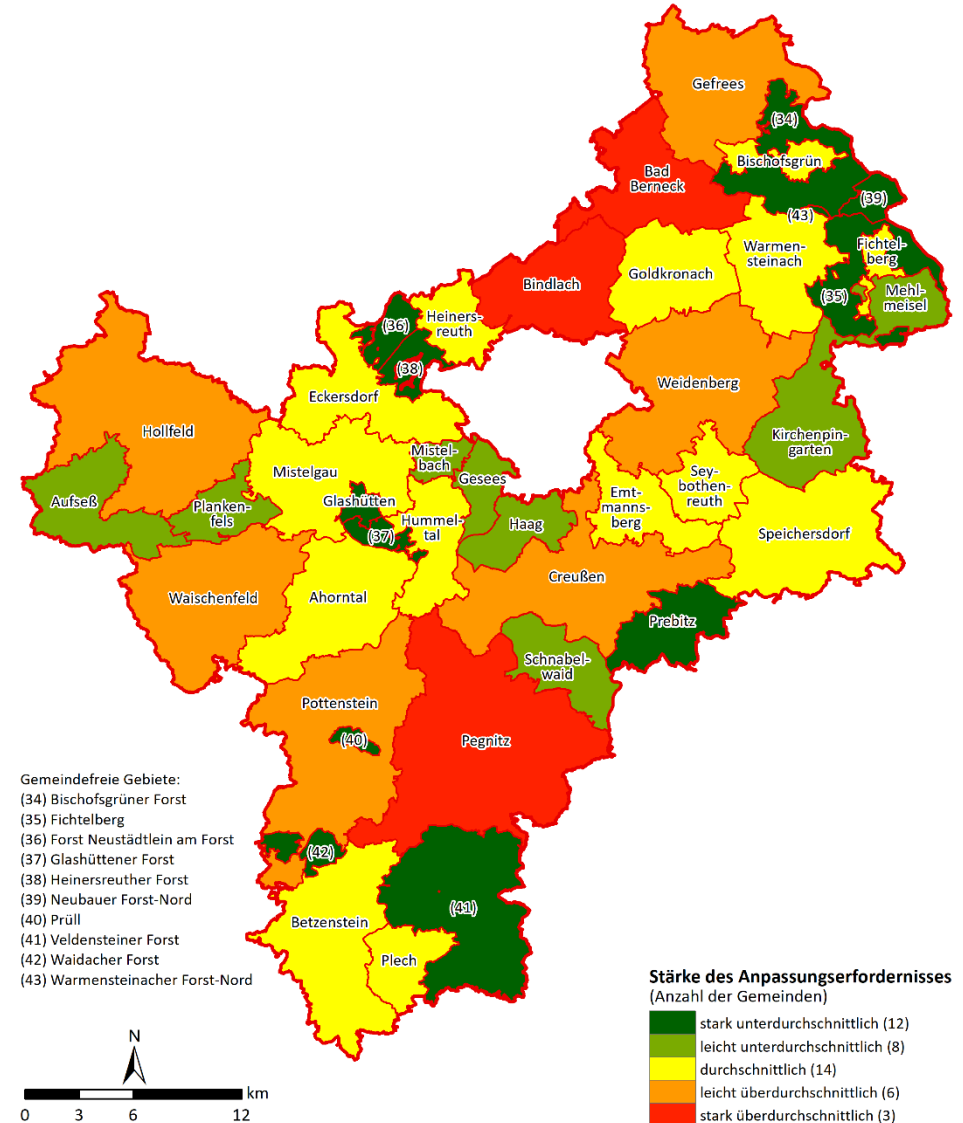 Gefrees
(34)
Bischofsgrün
Bad
Berneck
(39)
(43)
Fichtel-
berg
Warmen-
steinach
Goldkronach
Bindlach
Mehl-
meisel
(35)
Heiners-
reuth
(36)
(38)
Weidenberg
Eckersdorf
Hollfeld
Kirchenpin-
garten
Mistel-
bach
Mistelgau
Gesees
Sey-
bothen-
reuth
Aufseß
Planken-
fels
Glashütten
Emt-
manns-
berg
Hummel-
tal
Haag
(37)
Speichersdorf
Creußen
Waischenfeld
Ahorntal
Prebitz
Schnabel-
waid
Pottenstein
(40)
Pegnitz
(42)
(41)
Betzenstein
Plech
Gemeindefreie Gebiete:
(34) Bischofsgrüner Forst
(35) Fichtelberg
(36) Forst Neustädtlein am Forst
(37) Glashüttener Forst
(38) Heinersreuther Forst
(39) Neubauer Forst-Nord
(40) Prüll
(41) Veldensteiner Forst
(42) Waidacher Forst
(43) Warmensteinacher Forst-Nord
N
km
0 3 6 12
Stärke des Anpassungserfordernisses
(Anzahl der Gemeinden)
stark unterdurchschnittlich (12)
leicht unterdurchschnittlich (8)
durchschnittlich (14)
leicht überdurchschnittlich (6)
stark überdurchschnittlich (3)